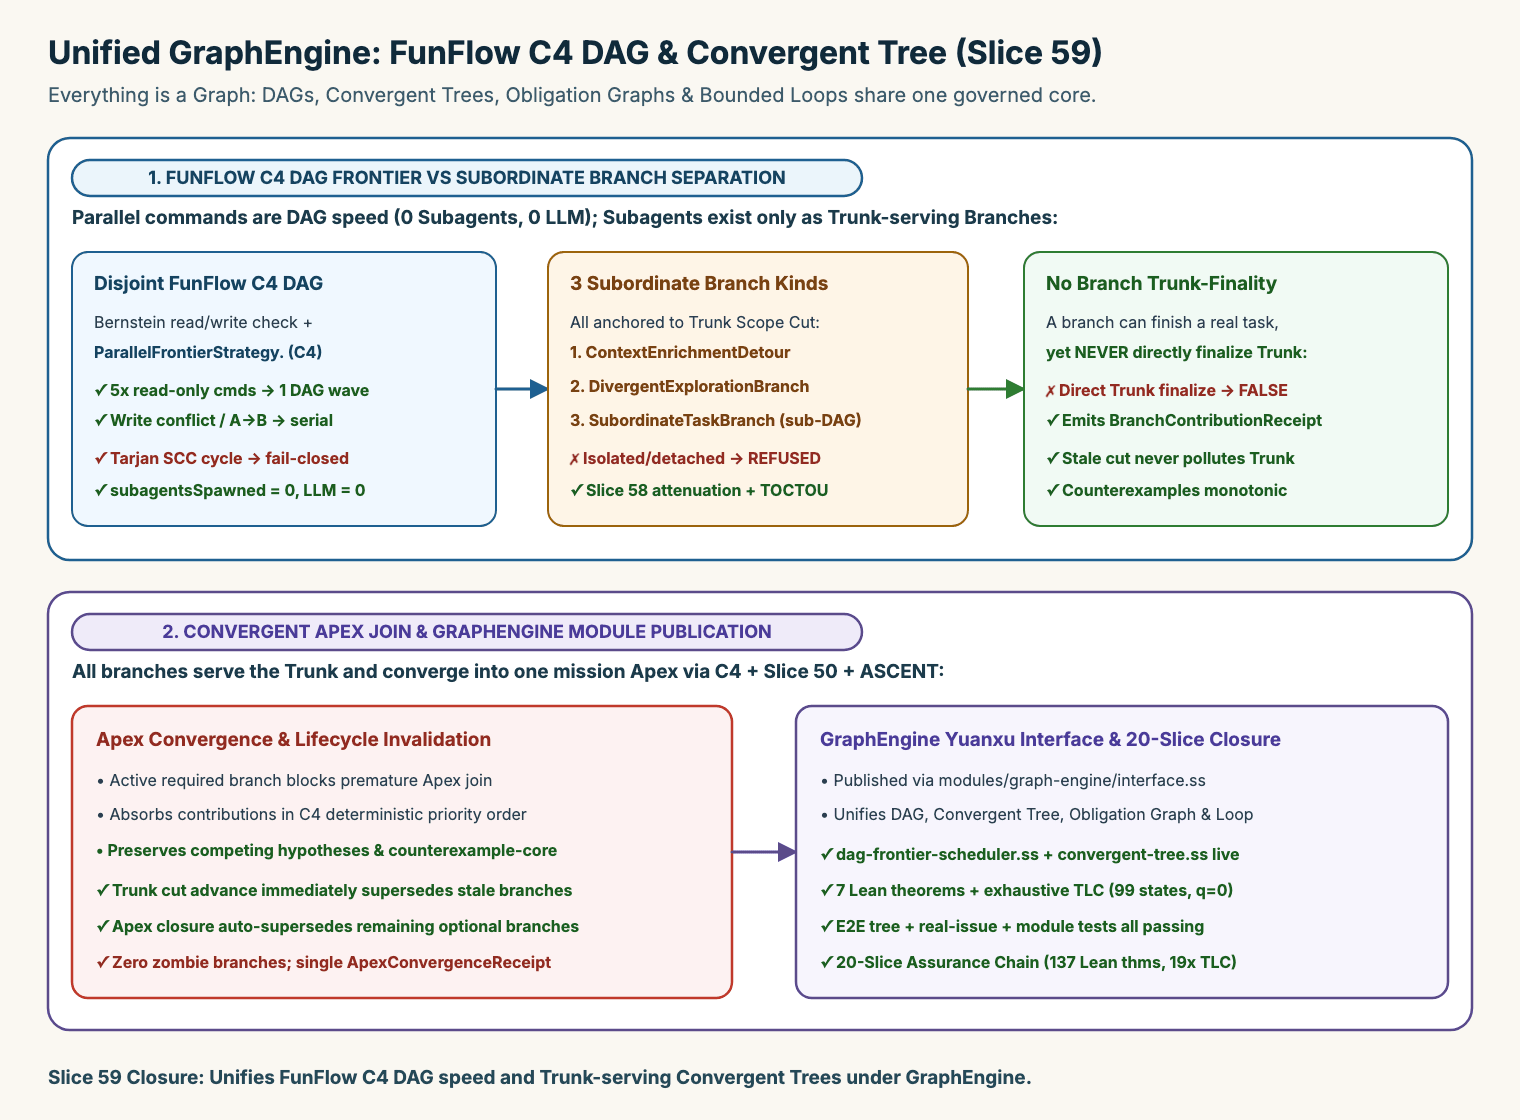 Unified GraphEngine: FunFlow C4 DAG & Convergent Tree (Slice 59)
Everything is a Graph: DAGs, Convergent Trees, Obligation Graphs & Bounded Loops share one governed core.
1. FUNFLOW C4 DAG FRONTIER VS SUBORDINATE BRANCH SEPARATION
Parallel commands are DAG speed (0 Subagents, 0 LLM); Subagents exist only as Trunk-serving Branches:
Disjoint FunFlow C4 DAG
Bernstein read/write check +
ParallelFrontierStrategy. (C4)
✓ 5x read-only cmds → 1 DAG wave
✓ Write conflict / A→B → serial
✓ Tarjan SCC cycle → fail-closed
✓ subagentsSpawned = 0, LLM = 0
3 Subordinate Branch Kinds
All anchored to Trunk Scope Cut:
1. ContextEnrichmentDetour
2. DivergentExplorationBranch
3. SubordinateTaskBranch (sub-DAG)
✗ Isolated/detached → REFUSED
✓ Slice 58 attenuation + TOCTOU
No Branch Trunk-Finality
A branch can finish a real task,
yet NEVER directly finalize Trunk:
✗ Direct Trunk finalize → FALSE
✓ Emits BranchContributionReceipt
✓ Stale cut never pollutes Trunk
✓ Counterexamples monotonic
2. CONVERGENT APEX JOIN & GRAPHENGINE MODULE PUBLICATION
All branches serve the Trunk and converge into one mission Apex via C4 + Slice 50 + ASCENT:
Apex Convergence & Lifecycle Invalidation
• Active required branch blocks premature Apex join
• Absorbs contributions in C4 deterministic priority order
• Preserves competing hypotheses & counterexample-core
✓ Trunk cut advance immediately supersedes stale branches
✓ Apex closure auto-supersedes remaining optional branches
✓ Zero zombie branches; single ApexConvergenceReceipt
GraphEngine Yuanxu Interface & 20-Slice Closure
• Published via modules/graph-engine/interface.ss
• Unifies DAG, Convergent Tree, Obligation Graph & Loop
✓ dag-frontier-scheduler.ss + convergent-tree.ss live
✓ 7 Lean theorems + exhaustive TLC (99 states, q=0)
✓ E2E tree + real-issue + module tests all passing
✓ 20-Slice Assurance Chain (137 Lean thms, 19x TLC)
Slice 59 Closure: Unifies FunFlow C4 DAG speed and Trunk-serving Convergent Trees under GraphEngine.